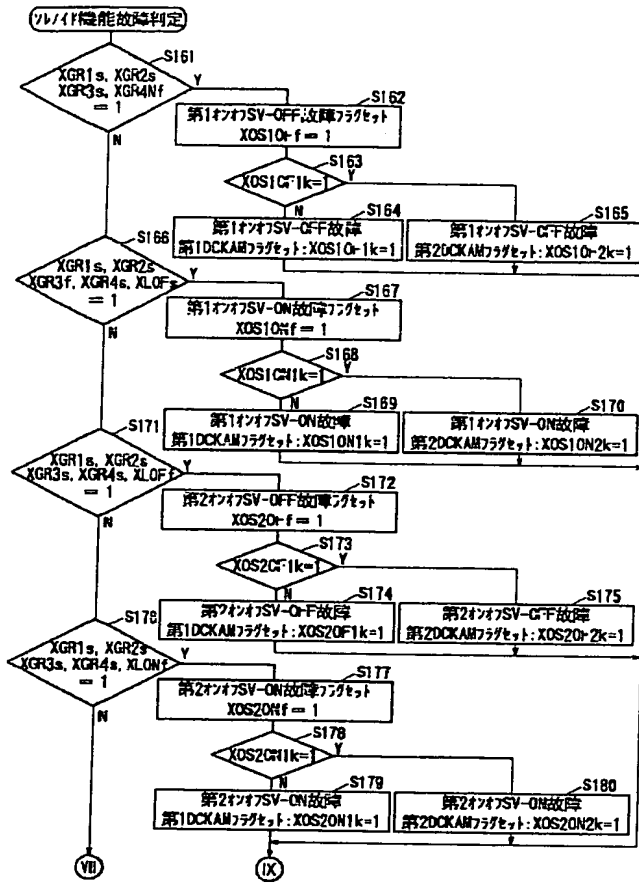 ソレノイド機能故障判定
S161
XGR1s, XGR2s
XGR3s, XGR4Nf
= 1
Y
N
S162
第1オンオフSV-OFF故障フラグセット
XOS1OFf = 1
S163
XOS1OF1k=1
Y
N
S164
第1オンオフSV-OFF故障
第1DCKAMフラグセット:XOS1OF1k=1
S165
第1オンオフSV-OFF故障
第2DCKAMフラグセット:XOS1OF2k=1
S166
XGR1s, XGR2s
XGR3f, XGR4s, XLOFs
= 1
Y
N
S167
第1オンオフSV-ON故障フラグセット
XOS1ONf = 1
S168
XOS1ON1k=1
Y
N
S169
第1オンオフSV-ON故障
第1DCKAMフラグセット:XOS1ON1k=1
S170
第1オンオフSV-ON故障
第2DCKAMフラグセット:XOS1ON2k=1
S171
XGR1s, XGR2s
XGR3s, XGR4s, XLOFf
= 1
Y
N
S172
第2オンオフSV-OFF故障フラグセット
XOS2OFf = 1
S173
XOS2OF1k=1
Y
N
S174
第2オンオフSV-OFF故障
第1DCKAMフラグセット:XOS2OF1k=1
S175
第2オンオフSV-OFF故障
第2DCKAMフラグセット:XOS2OF2k=1
S176
XGR1s, XGR2s
XGR3s, XGR4s, XLONf
= 1
Y
N
S177
第2オンオフSV-ON故障フラグセット
XOS2ONf = 1
S178
XOS2ON1k=1
Y
N
S179
第2オンオフSV-ON故障
第1DCKAMフラグセット:XOS2ON1k=1
S180
第2オンオフSV-ON故障
第2DCKAMフラグセット:XOS2ON2k=1
VIII
IX